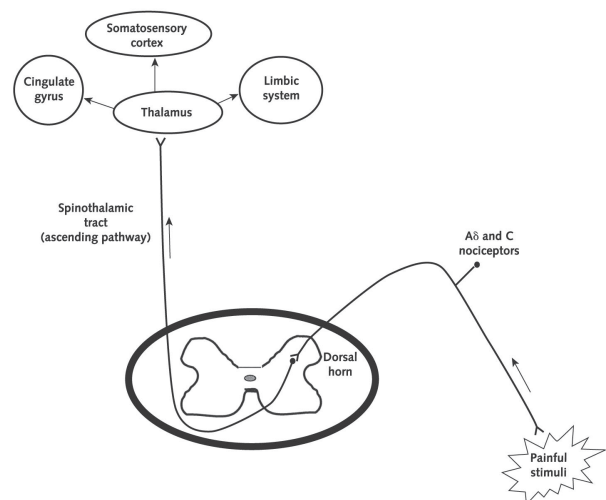 Somatosensory
cortex
Cingulate
gyrus
Limbic
system
Thalamus
Spinothalamic
tract
(ascending pathway)
Aδ and C
nociceptors
Dorsal
horn
Painful
stimuli